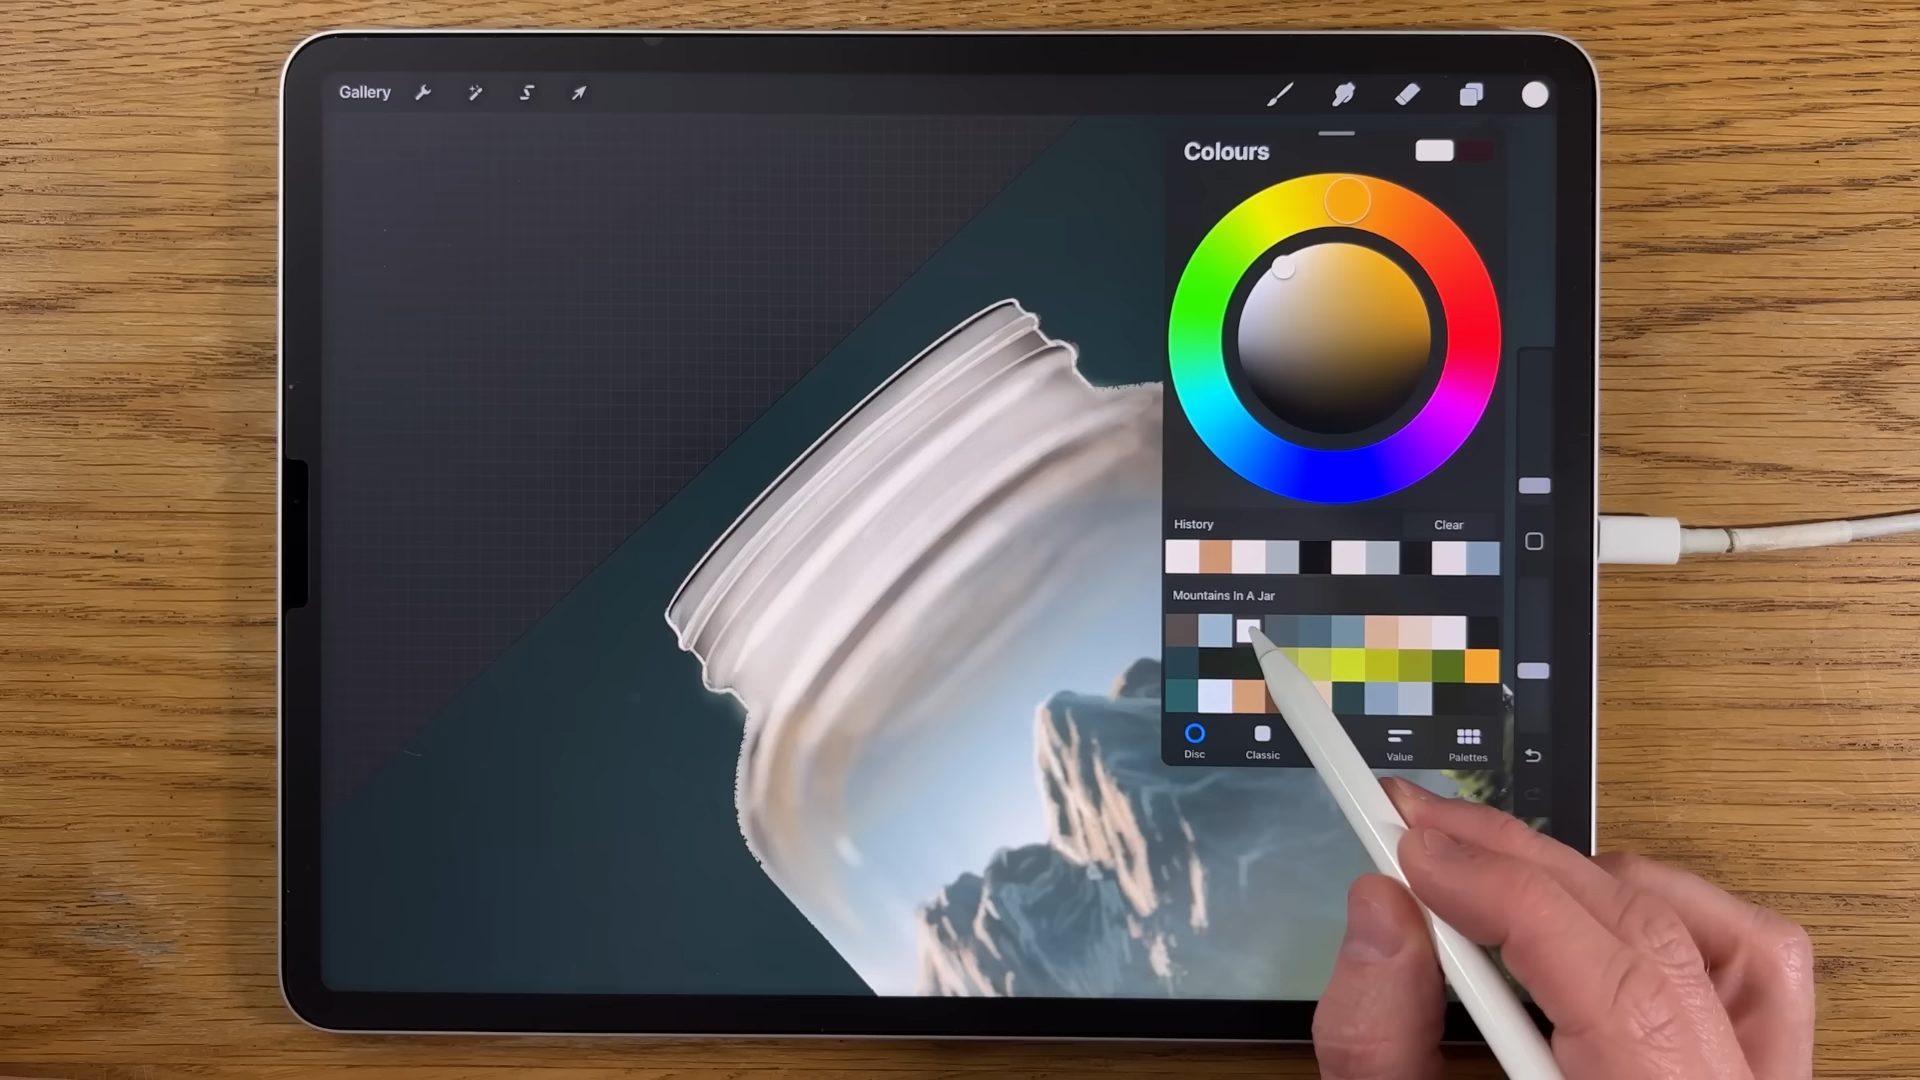 Gallery
Colours
History
Clear
Mountains In A Jar
Disc
Classic
Value
Palettes